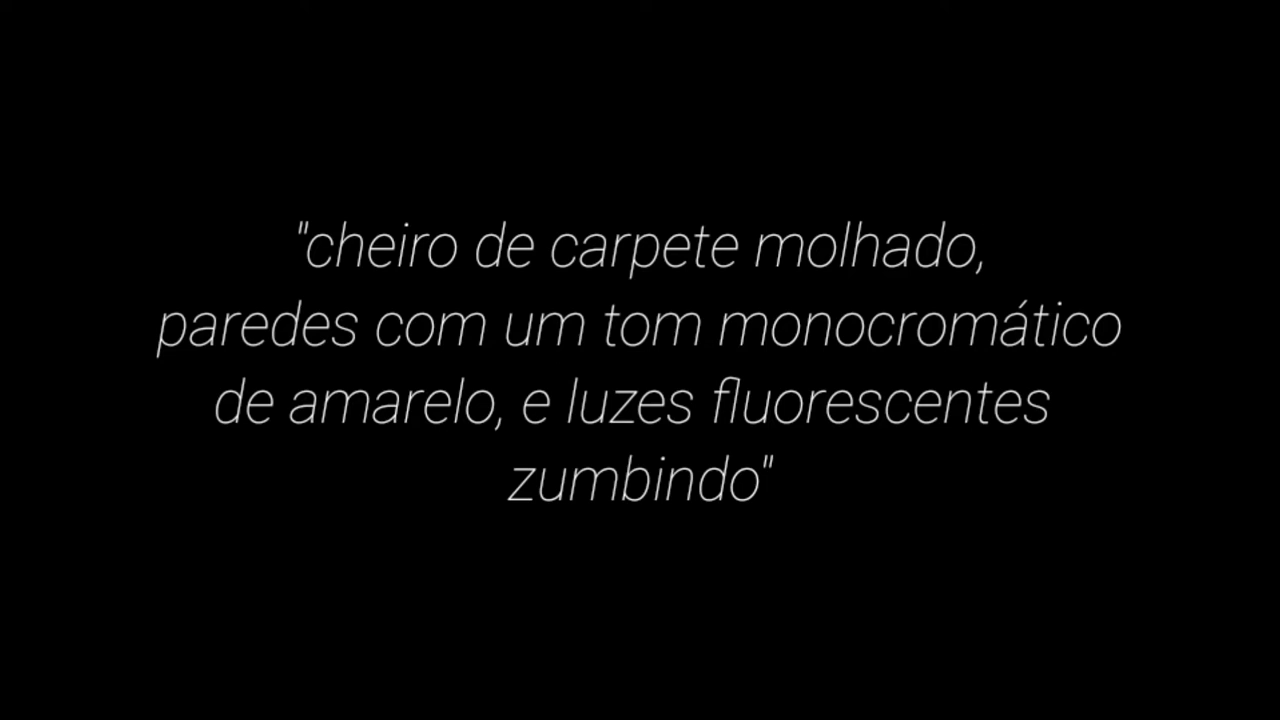 "cheiro de carpete molhado,
paredes com um tom monocromático
de amarelo, e luzes fluorescentes
zumbindo"